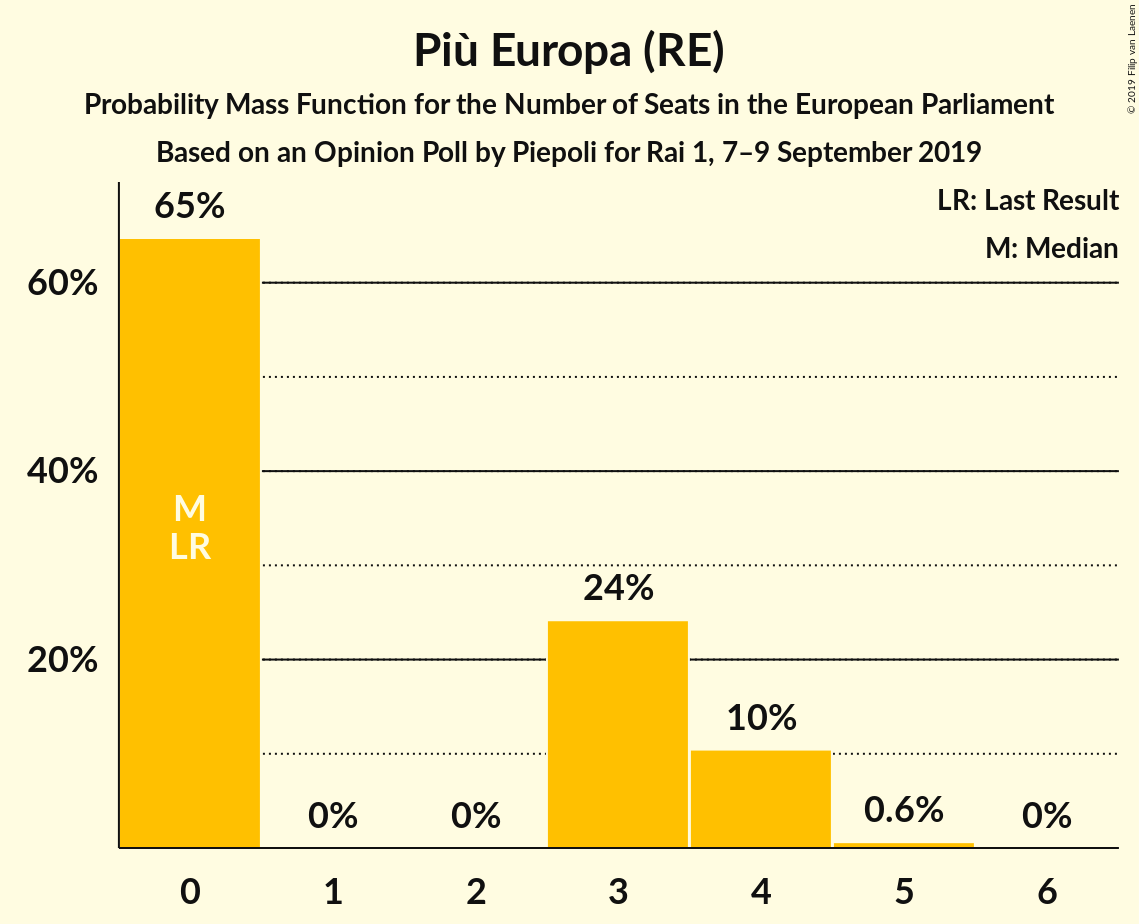 Più Europa (RE)
Probability Mass Function for the Number of Seats in the European Parliament
Based on an Opinion Poll by Piepoli for Rai 1, 7–9 September 2019
© 2019 Filip van Laenen
LR: Last Result
M: Median
65%
60%
40%
20%
M
LR
0%
0%
24%
10%
0.6%
0%
0
1
2
3
4
5
6